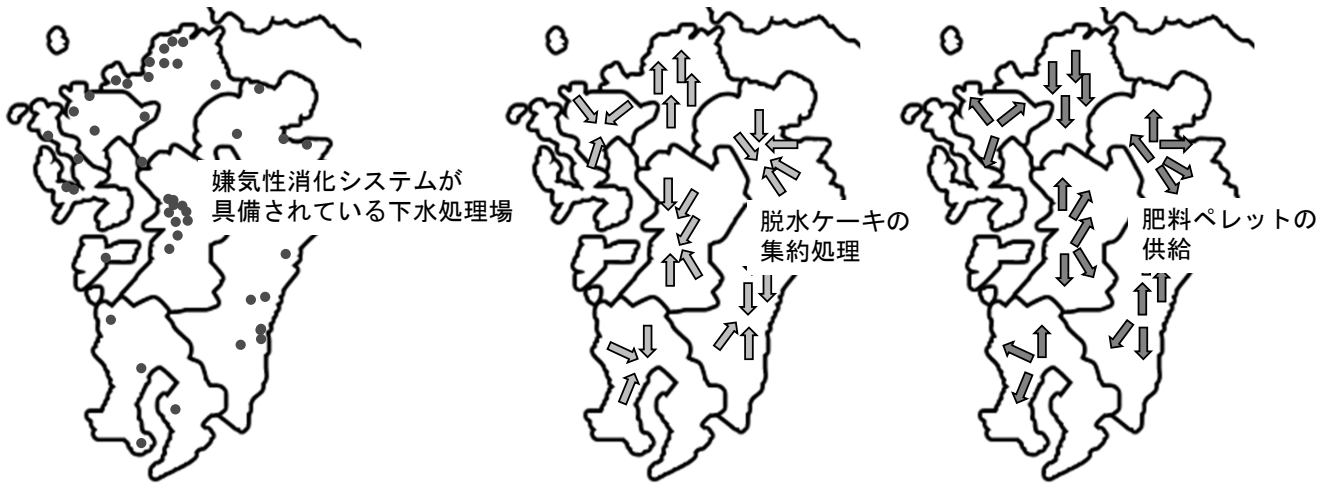 嫌気性消化システムが
具備されている下水処理場
脱水ケーキの
集約処理
肥料ペレットの
供給